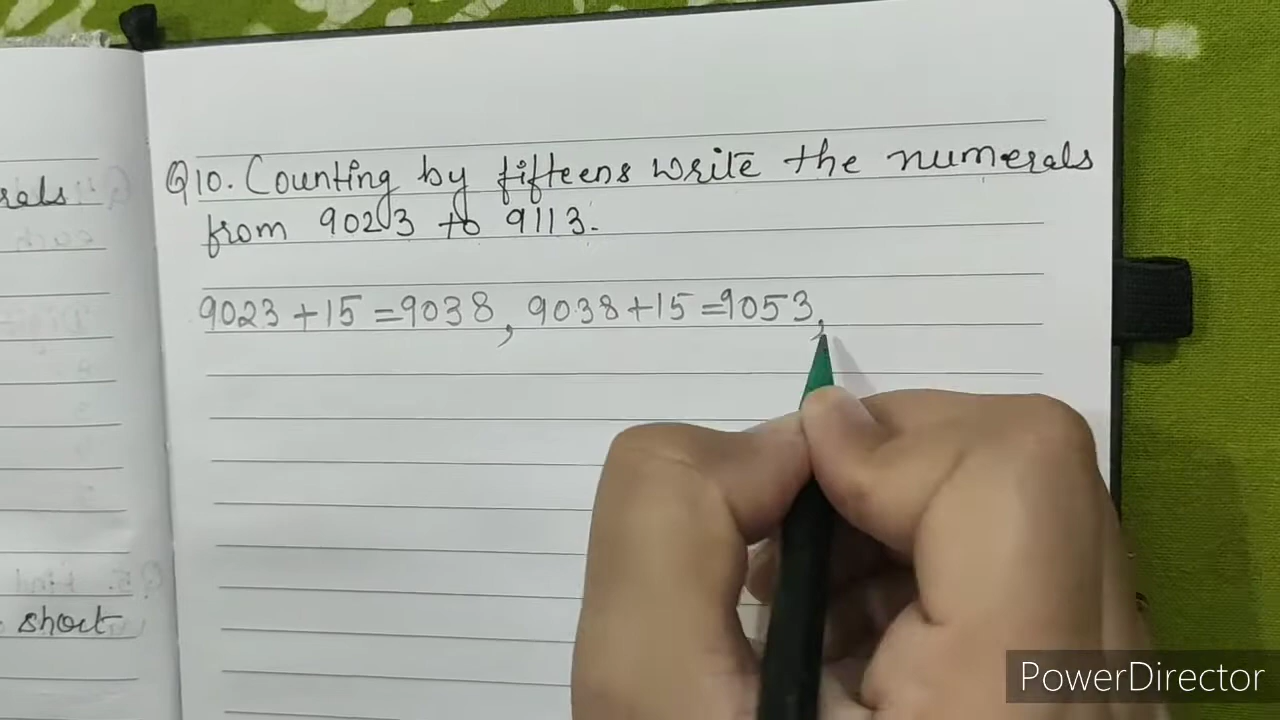 rals
short
Q10. Counting by fifteens write the numerals
from 9023 to 9113.
9023 + 15 = 9038, 9038 + 15 = 9053,
PowerDirector